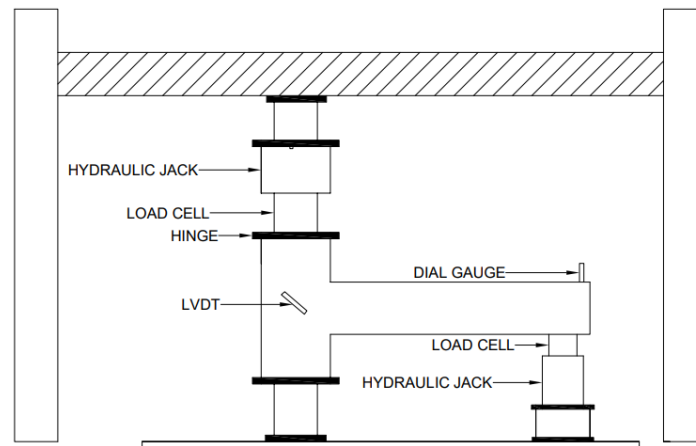 HYDRAULIC JACK
LOAD CELL
HINGE
DIAL GAUGE
LVDT
LOAD CELL
HYDRAULIC JACK